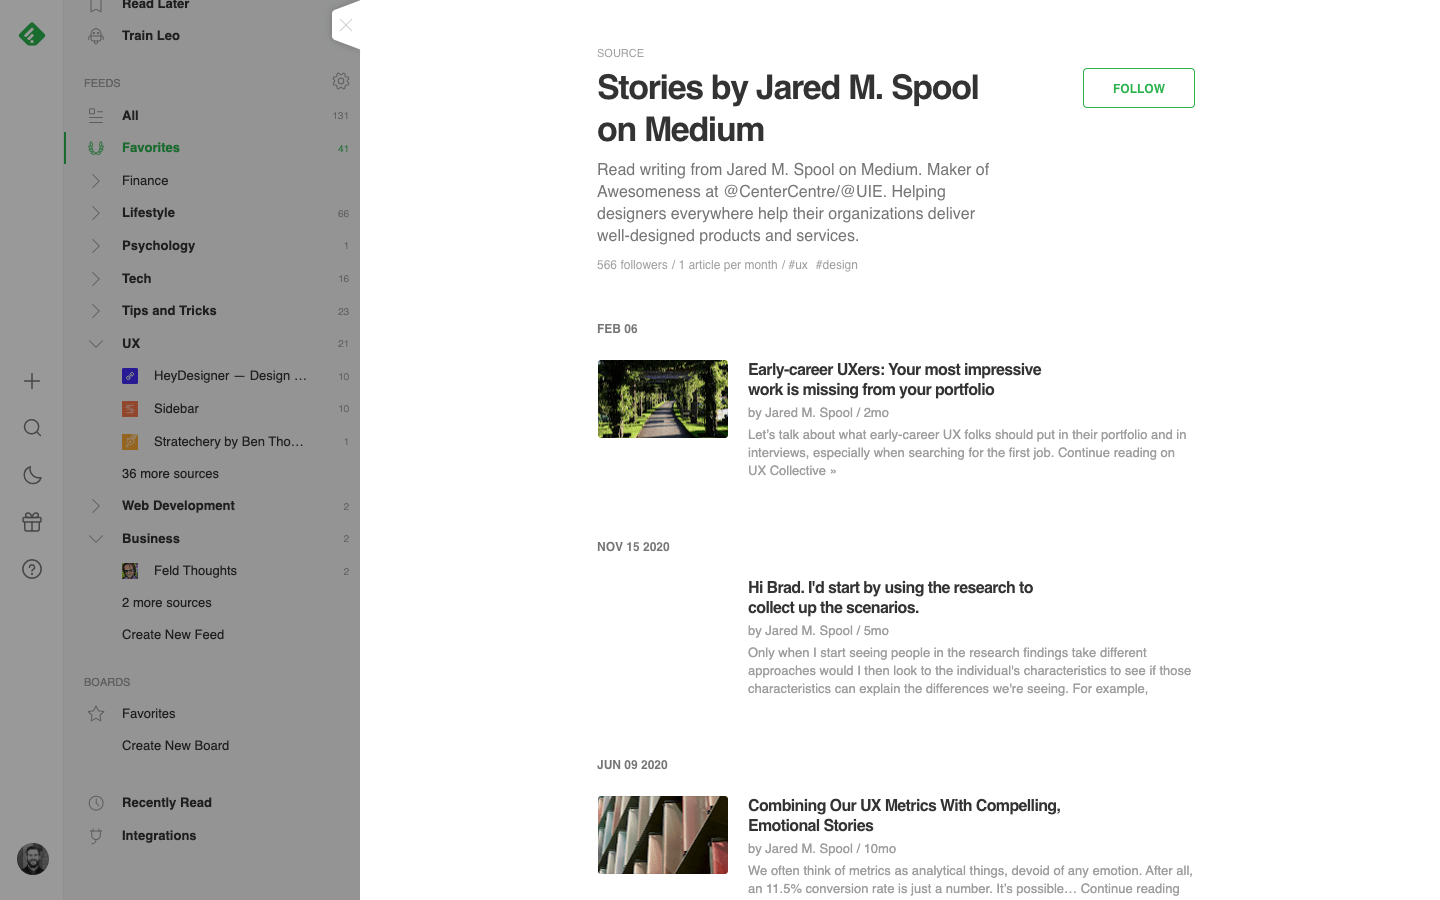 Read Later
Train Leo
FEEDS
All 131
Favorites 41
Finance
Lifestyle 66
Psychology 1
Tech 16
Tips and Tricks 23
UX 21
HeyDesigner — Design ... 10
Sidebar 10
Stratechery by Ben Tho... 1
36 more sources
Web Development 2
Business 2
Feld Thoughts 2
2 more sources
Create New Feed
BOARDS
Favorites
Create New Board
Recently Read
Integrations
SOURCE
Stories by Jared M. Spool
on Medium
FOLLOW
Read writing from Jared M. Spool on Medium. Maker of
Awesomeness at @CenterCentre/@UIE. Helping
designers everywhere help their organizations deliver
well-designed products and services.
566 followers / 1 article per month / #ux #design
FEB 06
Early-career UXers: Your most impressive
work is missing from your portfolio
by Jared M. Spool / 2mo
Let's talk about what early-career UX folks should put in their portfolio and in
interviews, especially when searching for the first job. Continue reading on
UX Collective »
NOV 15 2020
Hi Brad. I'd start by using the research to
collect up the scenarios.
by Jared M. Spool / 5mo
Only when I start seeing people in the research findings take different
approaches would I then look to the individual's characteristics to see if those
characteristics can explain the differences we're seeing. For example,
JUN 09 2020
Combining Our UX Metrics With Compelling,
Emotional Stories
by Jared M. Spool / 10mo
We often think of metrics as analytical things, devoid of any emotion. After all,
an 11.5% conversion rate is just a number. It's possible… Continue reading